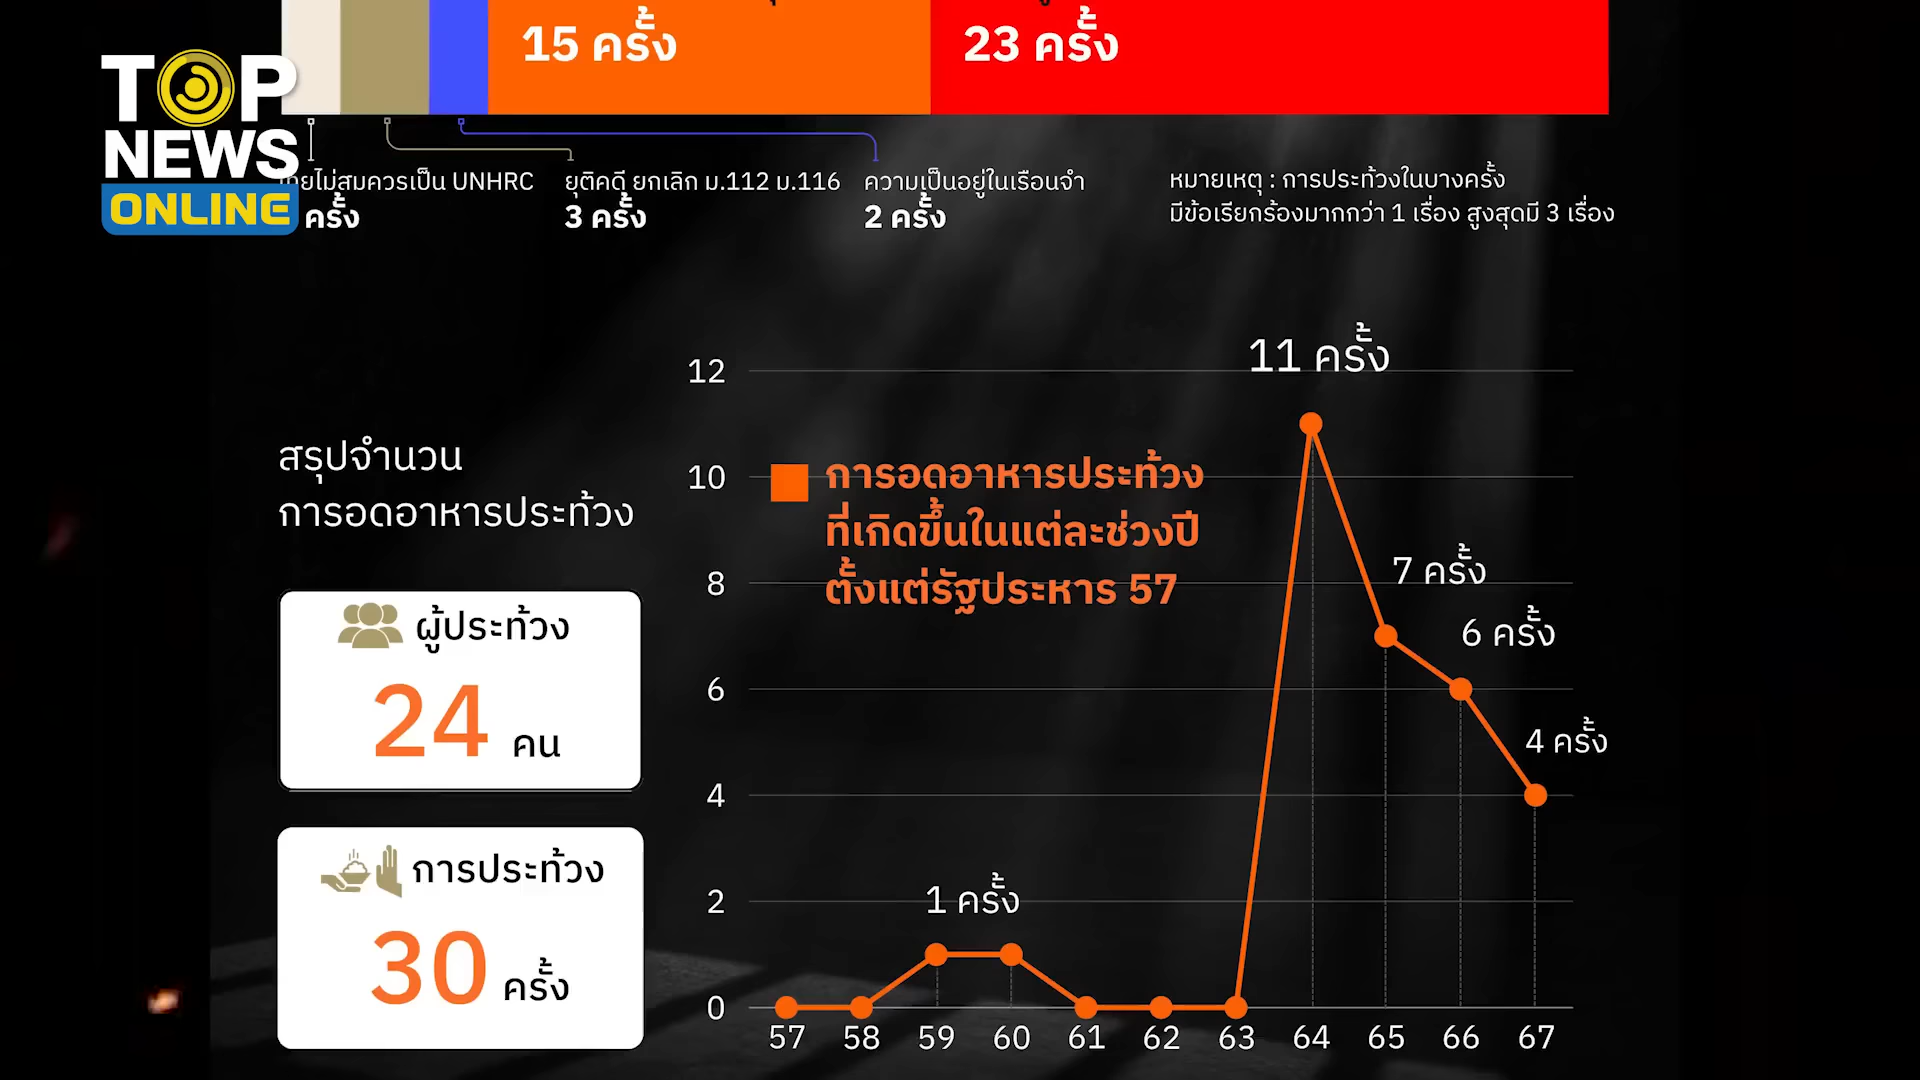 15 ครั้ง
23 ครั้ง
TOP
NEWS
ONLINE
ไม่สมควรเป็น UNHRC
ครั้ง
ยุติคดี ยกเลิก ม.112 ม.116
3 ครั้ง
ความเป็นอยู่ในเรือนจำ
2 ครั้ง
หมายเหตุ : การประท้วงในบางครั้ง
มีข้อเรียกร้องมากกว่า 1 เรื่อง สูงสุดมี 3 เรื่อง
สรุปจำนวน
การอดอาหารประท้วง
ผู้ประท้วง
24 คน
การประท้วง
30 ครั้ง
การอดอาหารประท้วง
ที่เกิดขึ้นในแต่ละช่วงปี
ตั้งแต่รัฐประหาร 57
12
10
8
6
4
2
0
1 ครั้ง
11 ครั้ง
7 ครั้ง
6 ครั้ง
4 ครั้ง
57 58 59 60 61 62 63 64 65 66 67